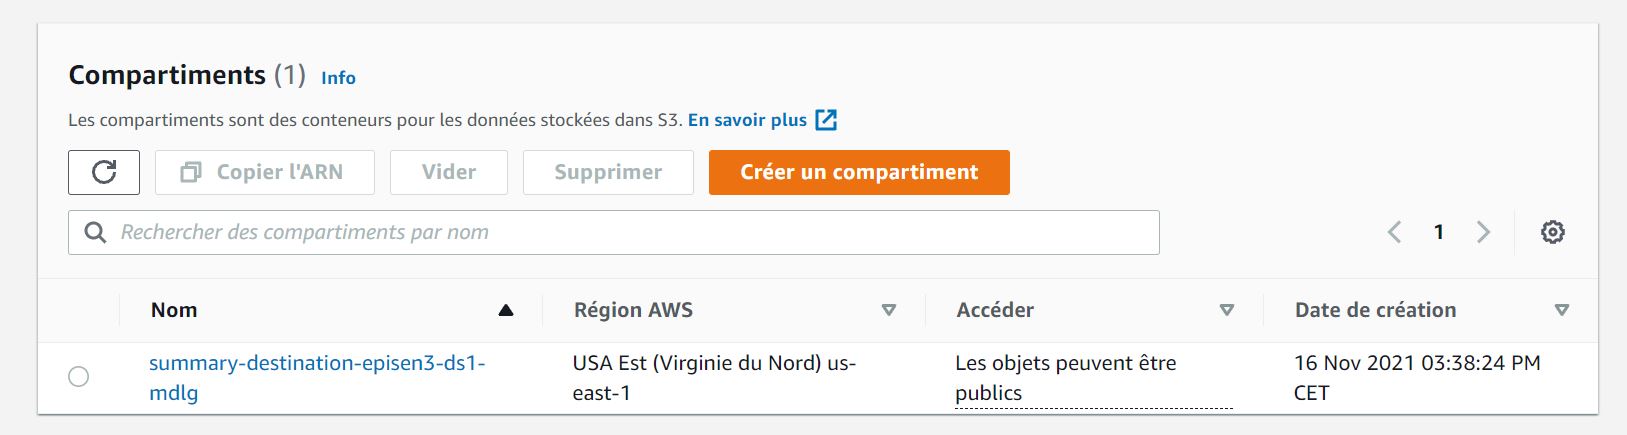 Compartiments (1) Info
Les compartiments sont des conteneurs pour les données stockées dans S3. En savoir plus
Copier l'ARN Vider Supprimer Créer un compartiment
Rechercher des compartiments par nom 1
Nom Région AWS Accéder Date de création
summary-destination-episen3-ds1- USA Est (Virginie du Nord) us- Les objets peuvent être 16 Nov 2021 03:38:24 PM
mdlg east-1 publics CET